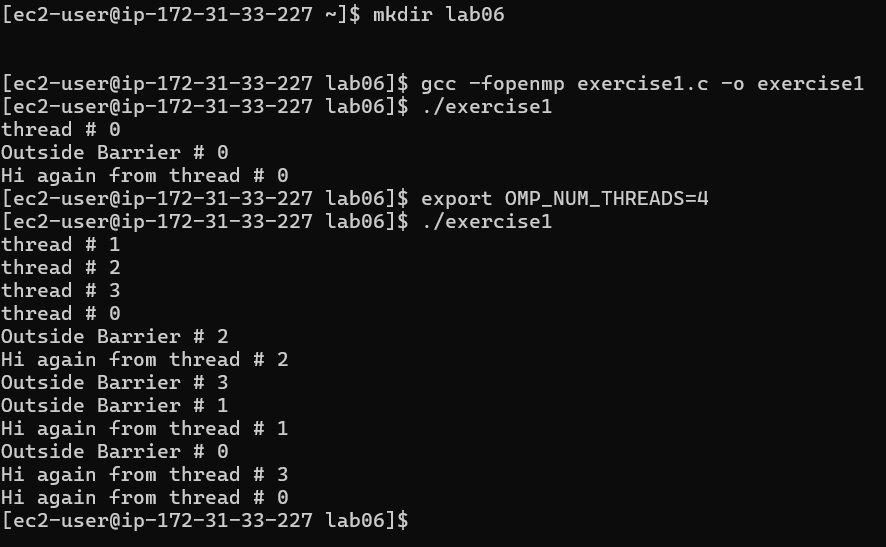 [ec2-user@ip-172-31-33-227 ~]$ mkdir lab06
[ec2-user@ip-172-31-33-227 lab06]$ gcc -fopenmp exercise1.c -o exercise1
[ec2-user@ip-172-31-33-227 lab06]$ ./exercise1
thread # 0
Outside Barrier # 0
Hi again from thread # 0
[ec2-user@ip-172-31-33-227 lab06]$ export OMP_NUM_THREADS=4
[ec2-user@ip-172-31-33-227 lab06]$ ./exercise1
thread # 1
thread # 2
thread # 3
thread # 0
Outside Barrier # 2
Hi again from thread # 2
Outside Barrier # 3
Outside Barrier # 1
Hi again from thread # 1
Outside Barrier # 0
Hi again from thread # 3
Hi again from thread # 0
[ec2-user@ip-172-31-33-227 lab06]$